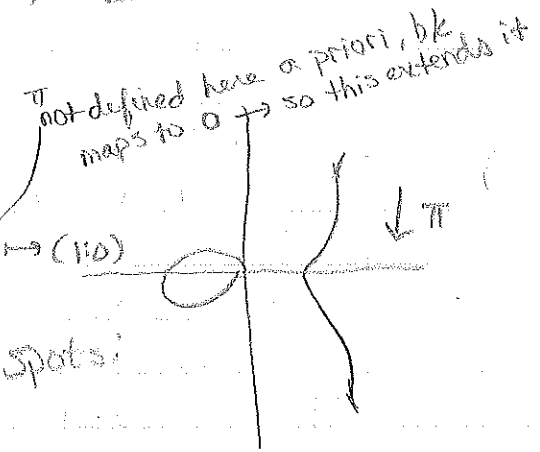 π
not defined here a priori, bk
maps to 0 → so this extends it
↓ π
↦ (1:0)
spots: